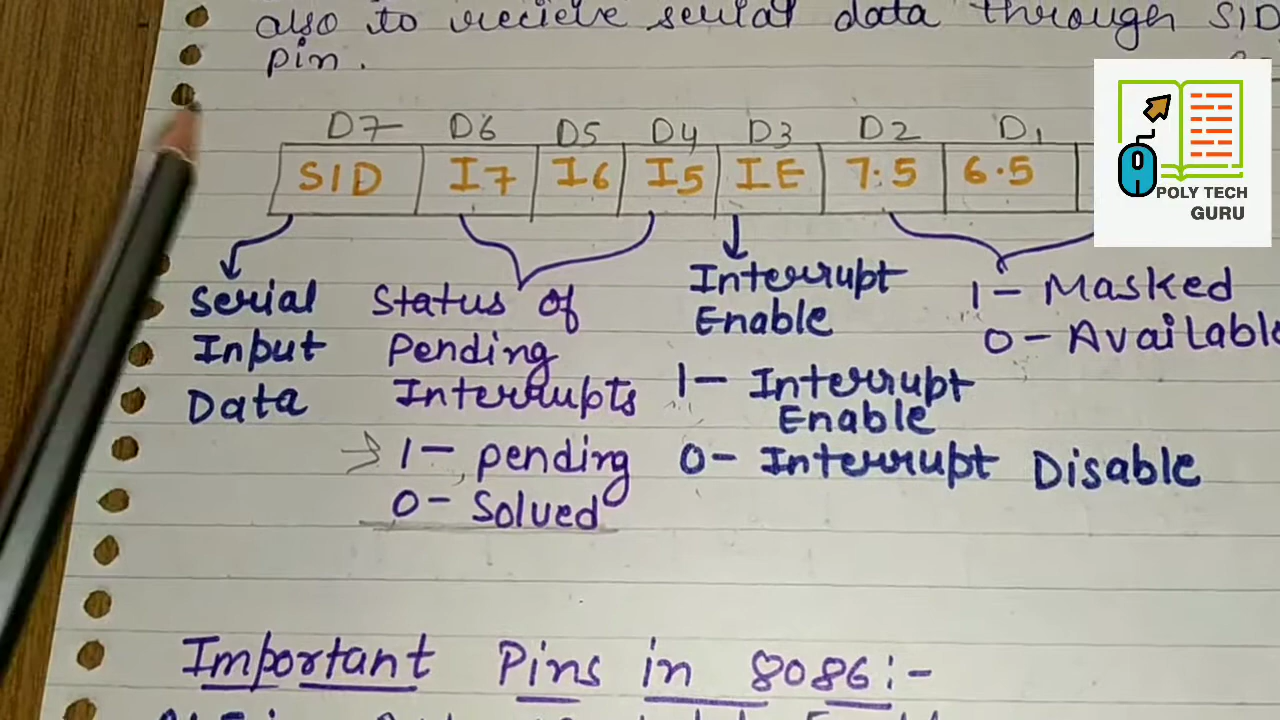 also to recieve serial data through SID
pin.
D7 D6 D5 D4 D3 D2 D1
SID I7 I6 I5 IE 7.5 6.5
POLY TECH
GURU
Serial
Input
Data
Status of
Pending
Interrupts
1- pending
0- Solved
Interrupt
Enable
1- Interrupt
Enable
0- Interrupt Disable
1- Masked
0- Available
Important Pins in 8086:-